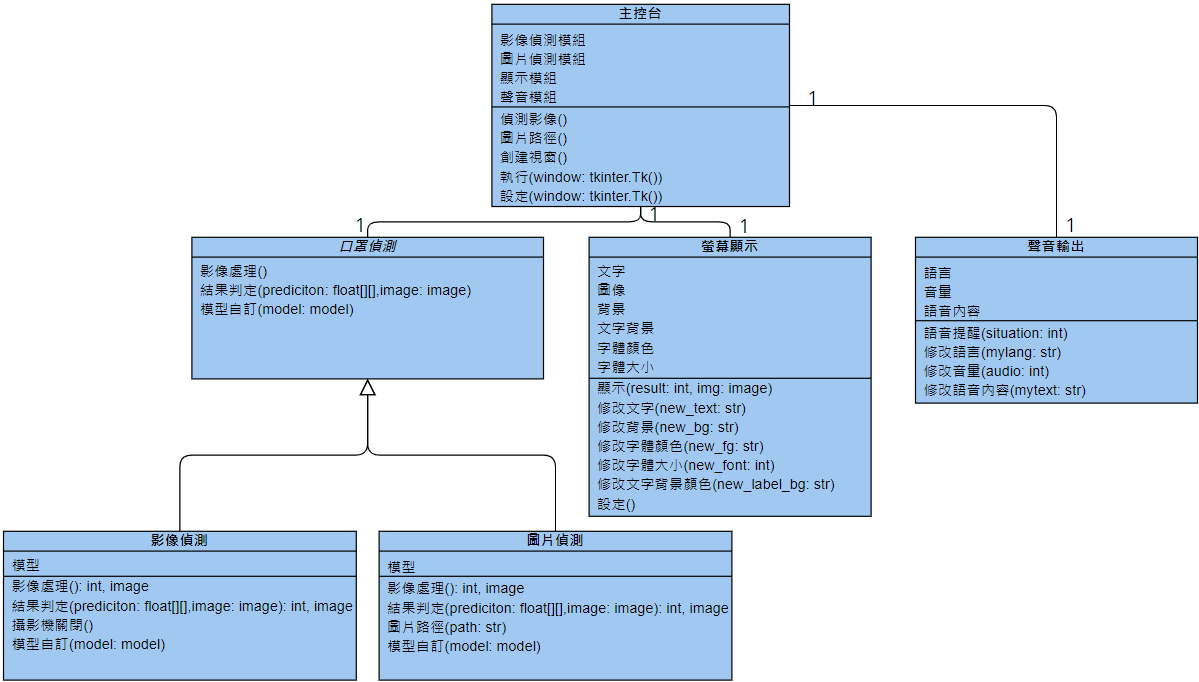 主控台
影像偵測模組
圖片偵測模組
顯示模組
聲音模組
偵測影像()
圖片路徑()
創建視窗()
執行(window: tkinter.Tk())
設定(window: tkinter.Tk())
1
1
1
1
1
口罩偵測
影像處理()
結果判定(prediciton: float[][],image: image)
模型自訂(model: model)
螢幕顯示
文字
圖像
背景
文字背景
字體顏色
字體大小
顯示(result: int, img: image)
修改文字(new_text: str)
修改背景(new_bg: str)
修改字體顏色(new_fg: str)
修改字體大小(new_font: int)
修改文字背景顏色(new_label_bg: str)
設定()
聲音輸出
語言
音量
語音內容
語音提醒(situation: int)
修改語言(mylang: str)
修改音量(audio: int)
修改語音內容(mytext: str)
影像偵測
模型
影像處理(): int, image
結果判定(prediciton: float[][],image: image): int, image
攝影機關閉()
模型自訂(model: model)
圖片偵測
模型
影像處理(): int, image
結果判定(prediciton: float[][],image: image): int, image
圖片路徑(path: str)
模型自訂(model: model)